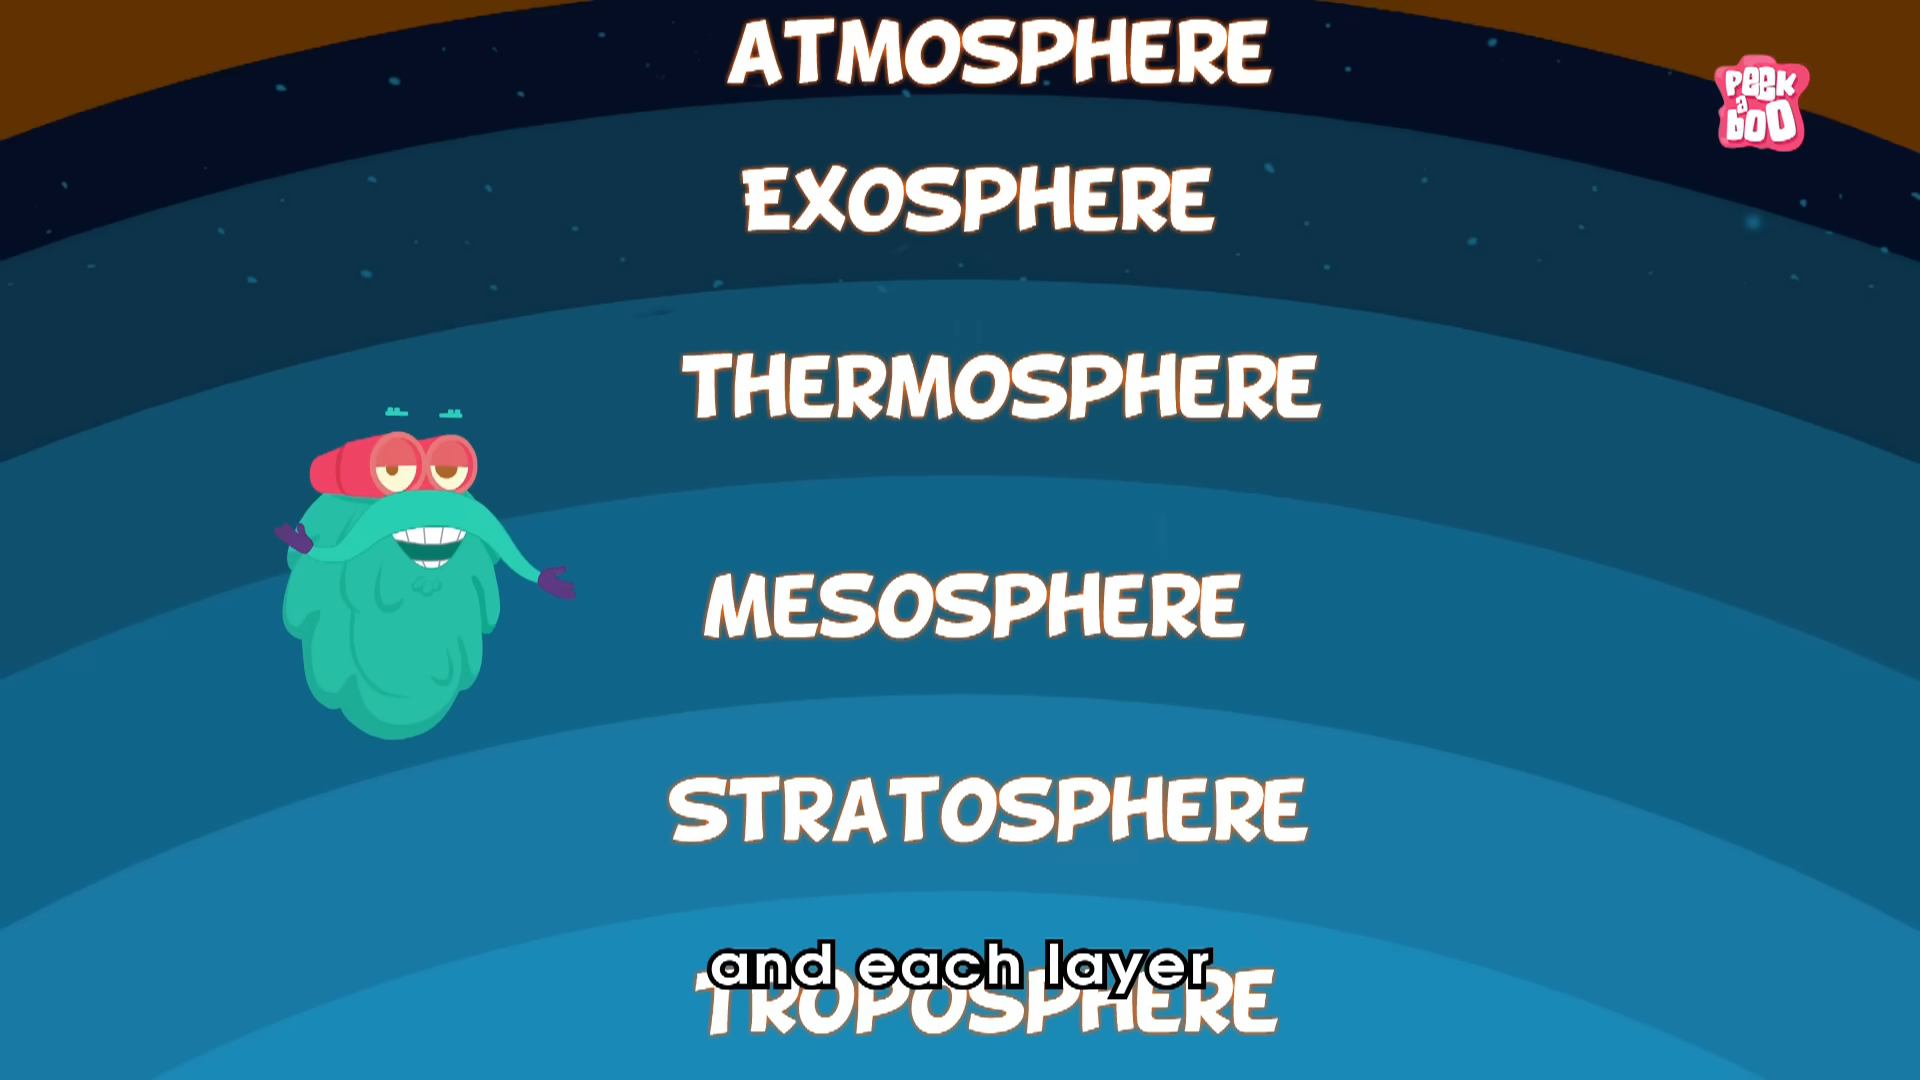 ATMOSPHERE
PEEK
a
boo
EXOSPHERE
THERMOSPHERE
MESOSPHERE
STRATOSPHERE
and each layer
TROPOSPHERE